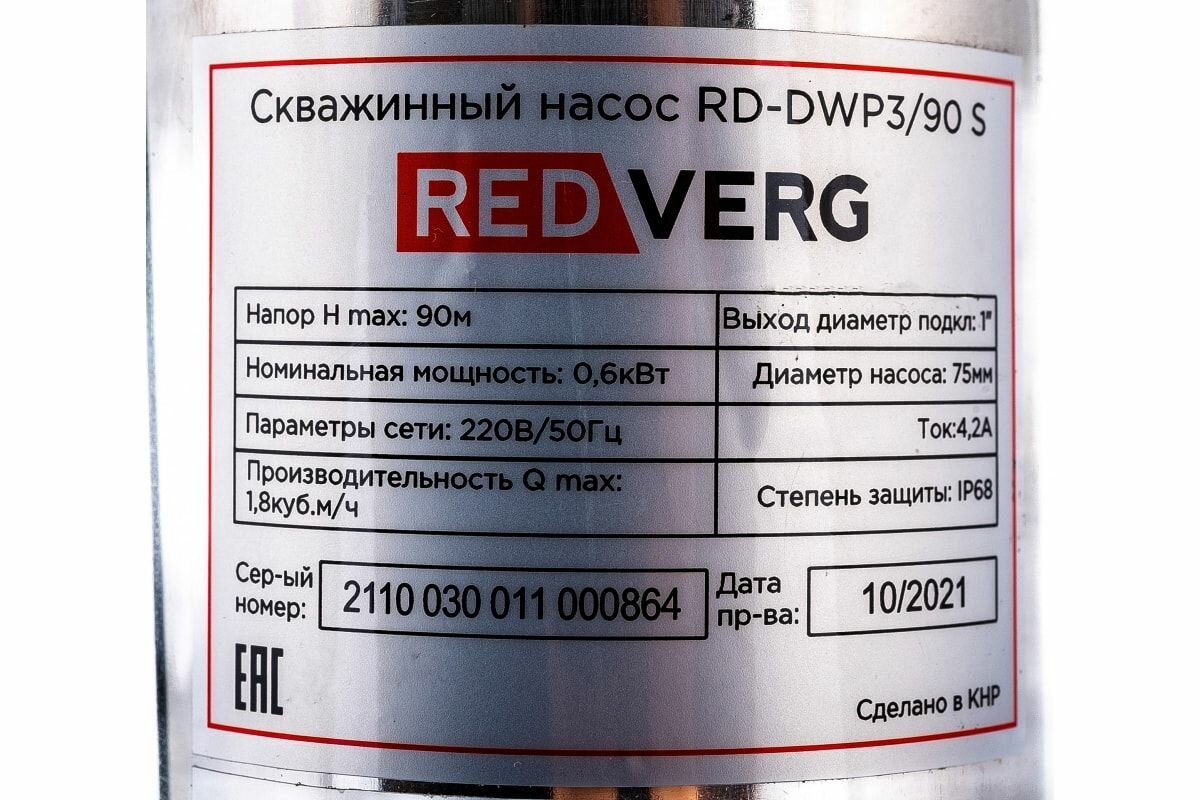 Скважинный насос RD-DWP3/90 S
REDVERG
Напор H max: 90м
Выход диаметр подкл: 1"
Номинальная мощность: 0,6кВт
Диаметр насоса: 75мм
Параметры сети: 220В/50Гц
Ток:4,2А
Производительность Q max:
1,8куб.м/ч
Степень защиты: IP68
Сер-ый
номер:
2110 030 011 000864
Дата
пр-ва:
10/2021
EAC
Сделано в КНР